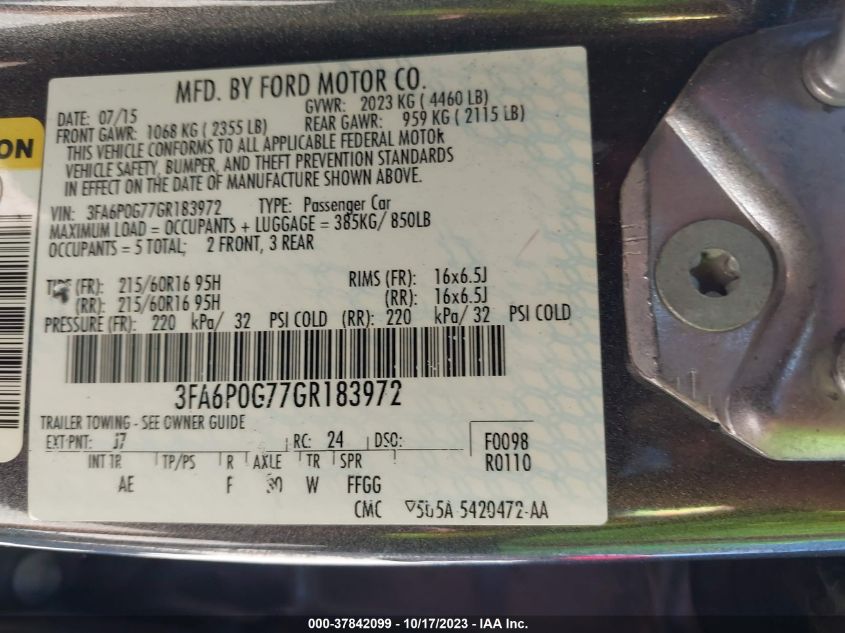 MFD. BY FORD MOTOR CO.
DATE: 07/15 GVWR: 2023 KG ( 4460 LB)
FRONT GAWR: 1068 KG ( 2355 LB) REAR GAWR: 959 KG ( 2115 LB)
THIS VEHICLE CONFORMS TO ALL APPLICABLE FEDERAL MOTOR
VEHICLE SAFETY, BUMPER, AND THEFT PREVENTION STANDARDS
IN EFFECT ON THE DATE OF MANUFACTURE SHOWN ABOVE.
VIN: 3FA6P0G77GR183972 TYPE: Passenger Car
MAXIMUM LOAD = OCCUPANTS + LUGGAGE = 385KG/ 850LB
OCCUPANTS = 5 TOTAL; 2 FRONT, 3 REAR
(FR): 215/60R16 95H RIMS (FR): 16x6.5J
(RR): 215/60R16 95H (RR): 16x6.5J
PRESSURE (FR): 220 kPa/ 32 PSI COLD (RR): 220 kPa/ 32 PSI COLD
3FA6P0G77GR183972
TRAILER TOWING - SEE OWNER GUIDE
EXT PNT: J7 RC: 24 DSO: F0098
INT TR TP/PS R AXLE TR SPR R0110
AE F W FFGG
CMC 5420472-AA
ON
000-37842099 - 10/17/2023 - IAA Inc.